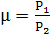 μ = P₁/P₂